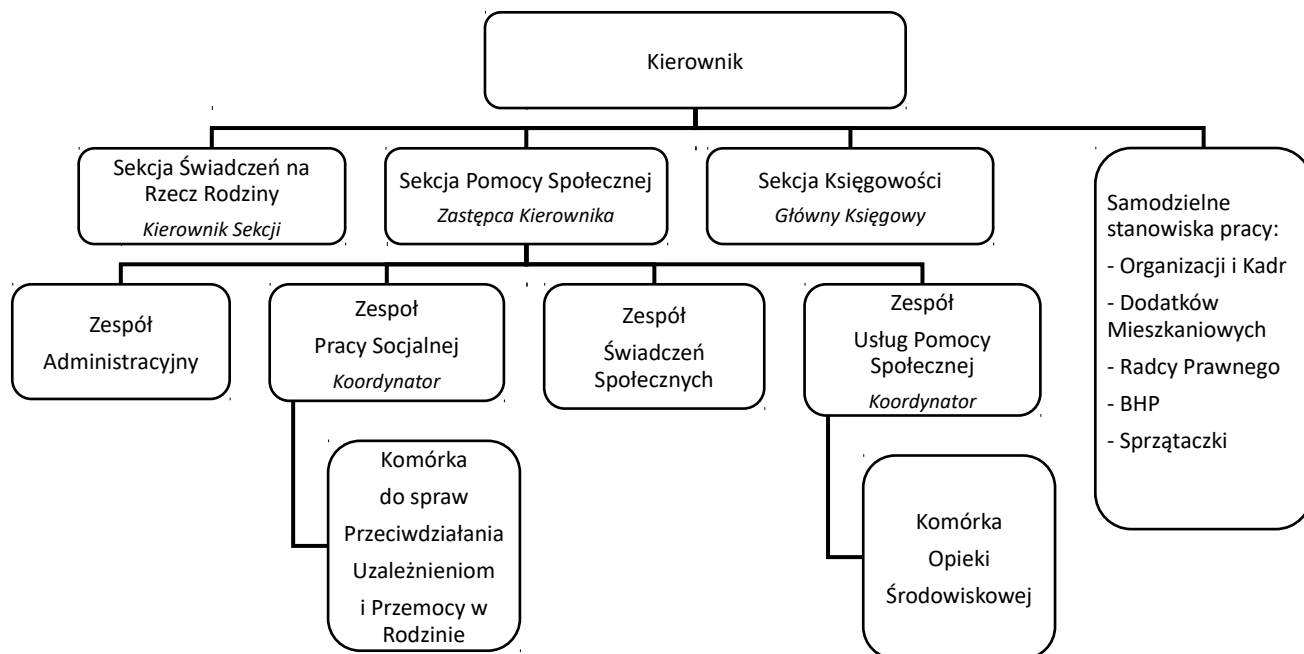 Kierownik
Sekcja Świadczeń na
Rzecz Rodziny
Kierownik Sekcji
Sekcja Pomocy Społecznej
Zastępca Kierownika
Sekcja Księgowości
Główny Księgowy
Samodzielne
stanowiska pracy:
- Organizacji i Kadr
- Dodatków
Mieszkaniowych
- Radcy Prawnego
- BHP
- Sprzątaczki
Zespół
Administracyjny
Zespoł
Pracy Socjalnej
Koordynator
Zespół
Świadczeń
Społecznych
Zespół
Usług Pomocy
Społecznej
Koordynator
Komórka
do spraw
Przeciwdziałania
Uzależnieniom
i Przemocy w
Rodzinie
Komórka
Opieki
Środowiskowej